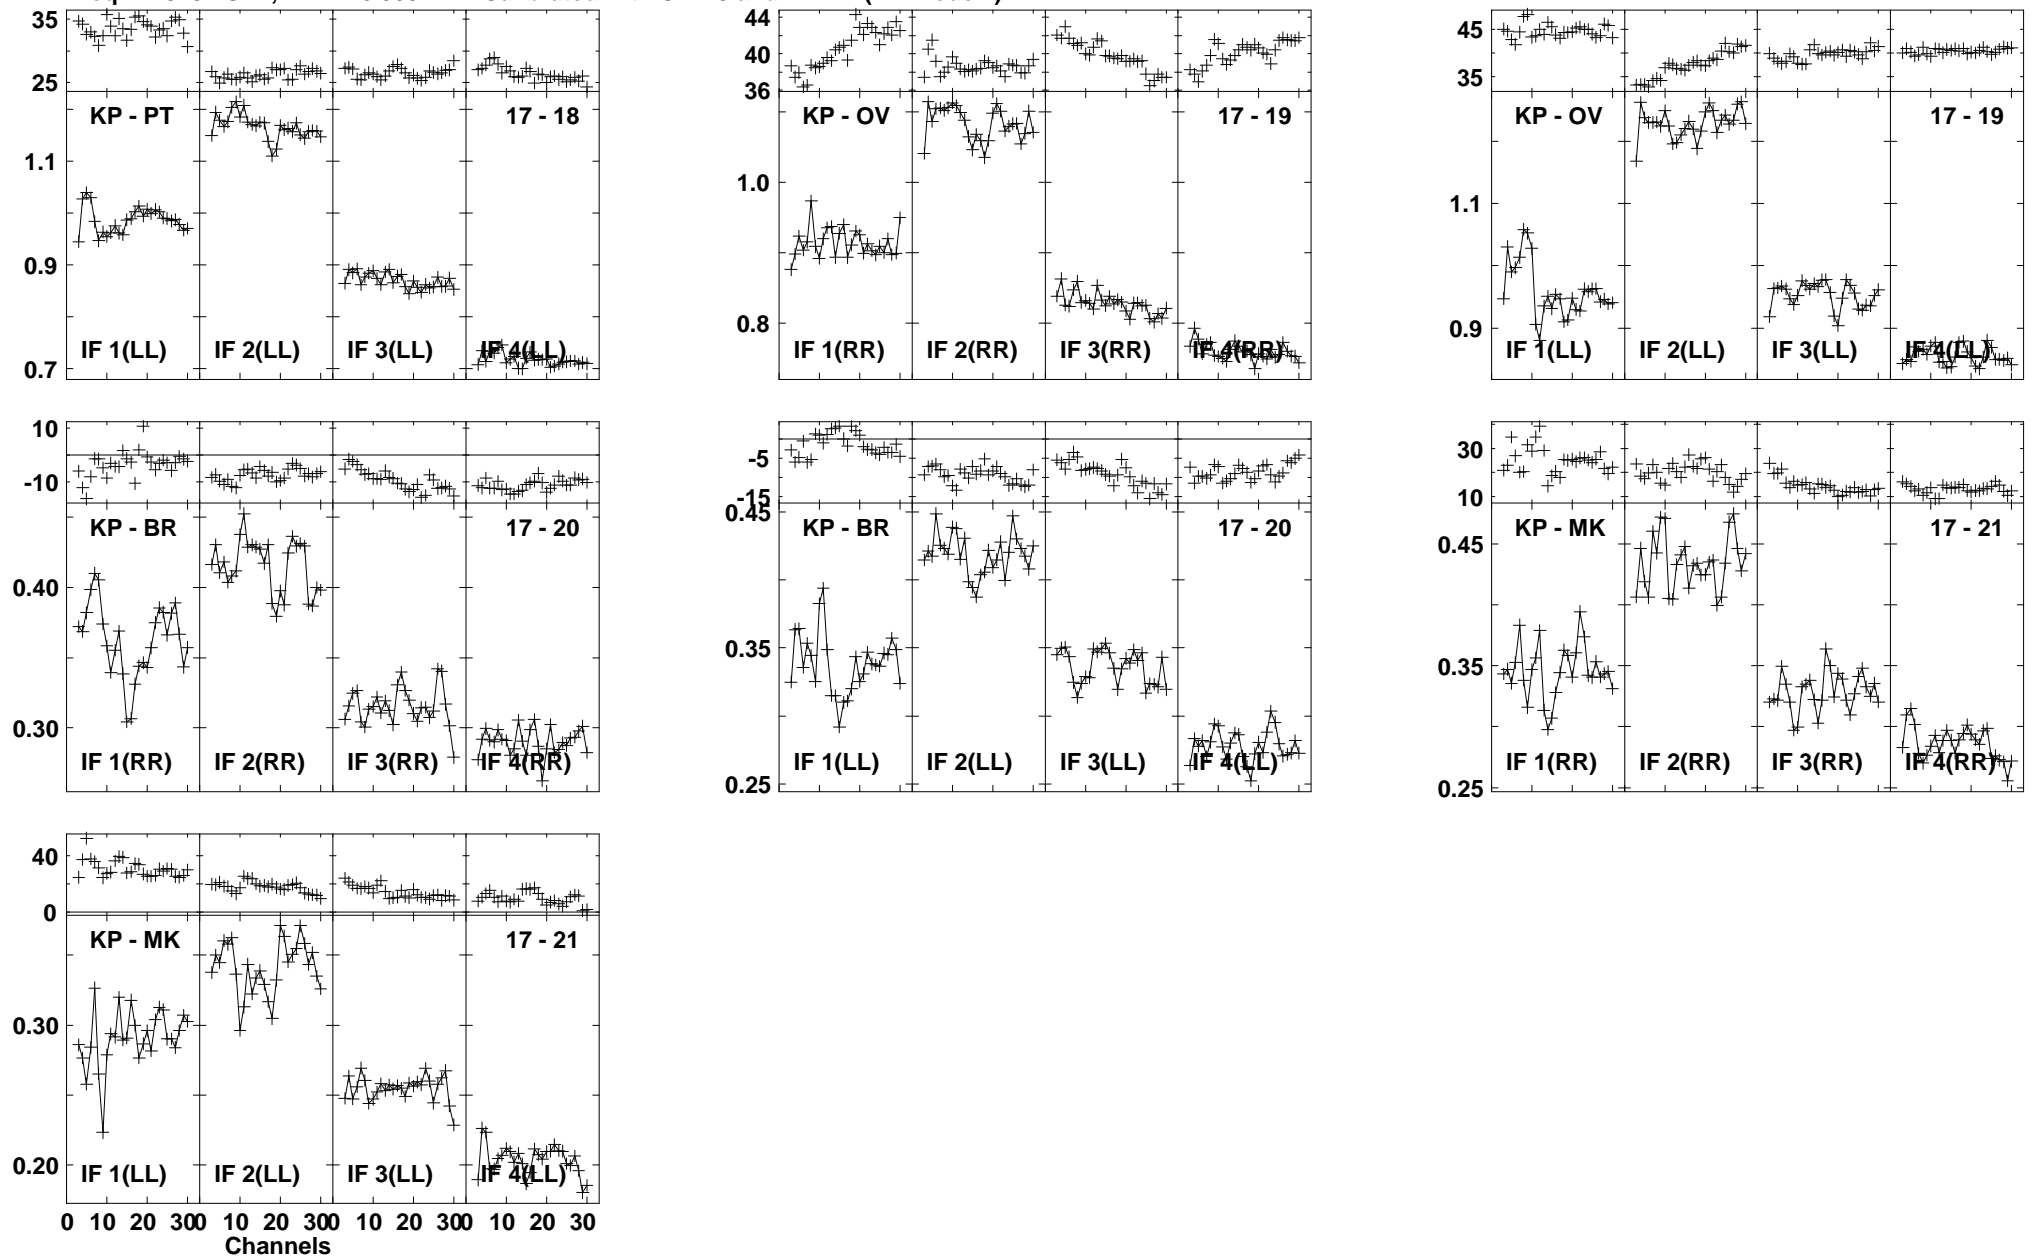 35
25
KP - PT 17 - 18
1.1
0.9
0.7
IF 1(LL) IF 2(LL) IF 3(LL) IF 4(LL)
44
42
40
38
36
KP - OV 17 - 19
1.0
0.8
IF 1(RR) IF 2(RR) IF 3(RR) IF 4(RR)
45
35
KP - OV 17 - 19
1.1
0.9
IF 1(LL) IF 2(LL) IF 3(LL) IF 4(LL)
10
-10
KP - BR 17 - 20
0.40
0.30
IF 1(RR) IF 2(RR) IF 3(RR) IF 4(RR)
-5
-15
0.45
KP - BR 17 - 20
0.35
0.25
IF 1(LL) IF 2(LL) IF 3(LL) IF 4(LL)
30
10
KP - MK 17 - 21
0.45
0.35
0.25
IF 1(RR) IF 2(RR) IF 3(RR) IF 4(RR)
40
0
KP - MK 17 - 21
0.30
0.20
IF 1(LL) IF 2(LL) IF 3(LL) IF 4(LL)
0 10 20 30 0 10 20 30 0 10 20 30 0 10 20 30
Channels